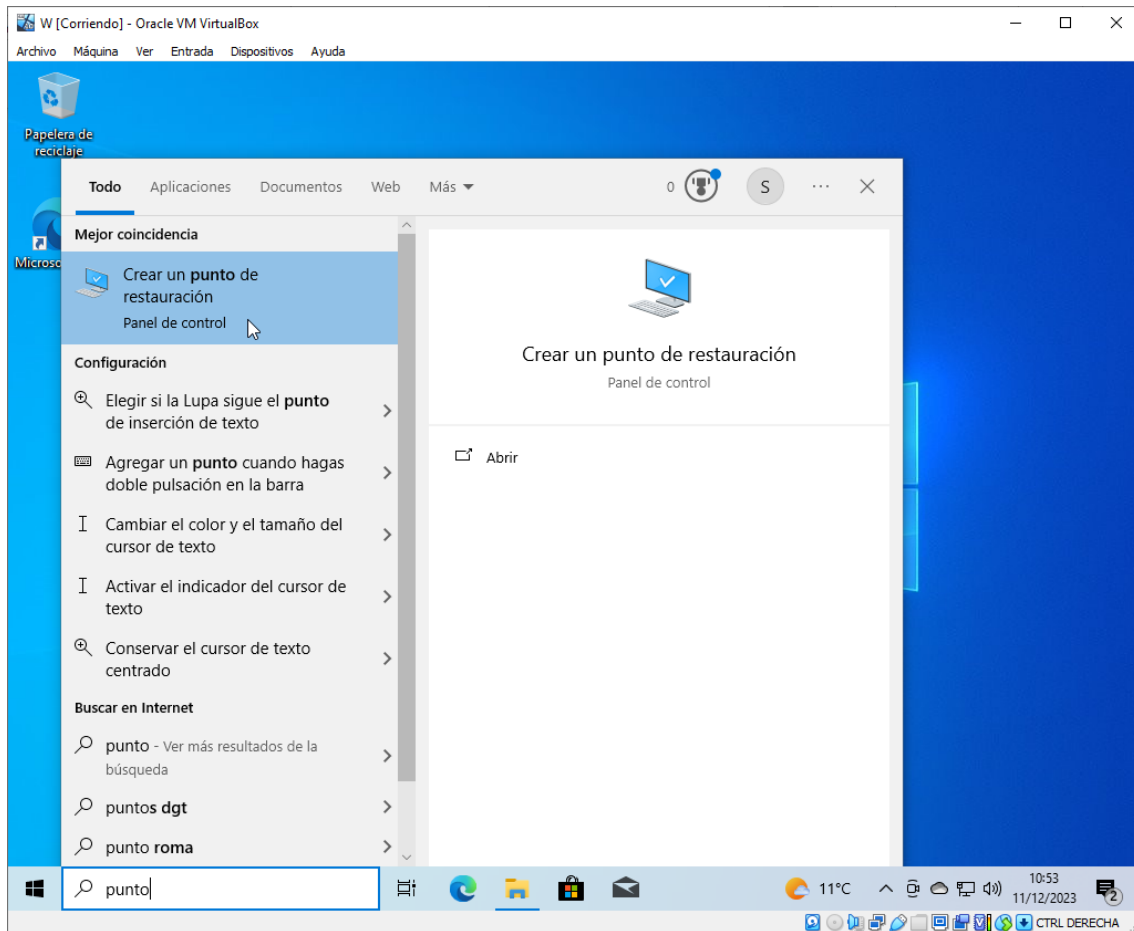 W [Corriendo] - Oracle VM VirtualBox
Archivo Máquina Ver Entrada Dispositivos Ayuda
Papelera de
reciclaje
Todo Aplicaciones Documentos Web Más 0 S
Mejor coincidencia
Crear un punto de
restauración
Panel de control
Crear un punto de restauración
Panel de control
Abrir
Configuración
Elegir si la Lupa sigue el punto
de inserción de texto
Agregar un punto cuando hagas
doble pulsación en la barra
Cambiar el color y el tamaño del
cursor de texto
Activar el indicador del cursor de
texto
Conservar el cursor de texto
centrado
Buscar en Internet
punto - Ver más resultados de la
búsqueda
puntos dgt
punto roma
punto
11°C
10:53
11/12/2023
2
CTRL DERECHA